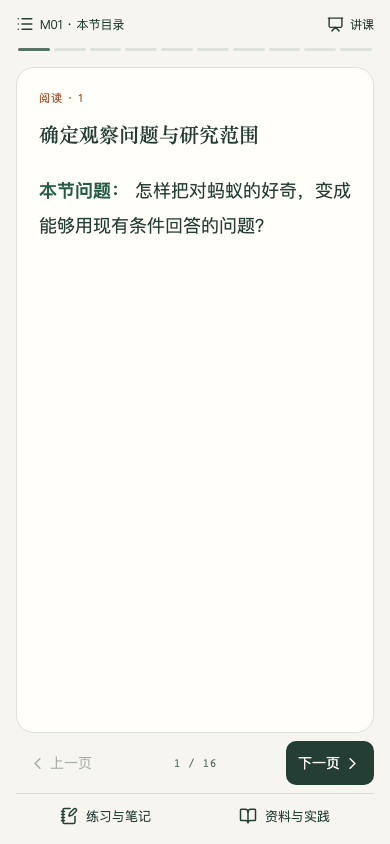 M01 · 本节目录
讲课
阅读 · 1
确定观察问题与研究范围
本节问题： 怎样把对蚂蚁的好奇，变成
能够用现有条件回答的问题？
上一页
1 / 16
下一页
练习与笔记
资料与实践